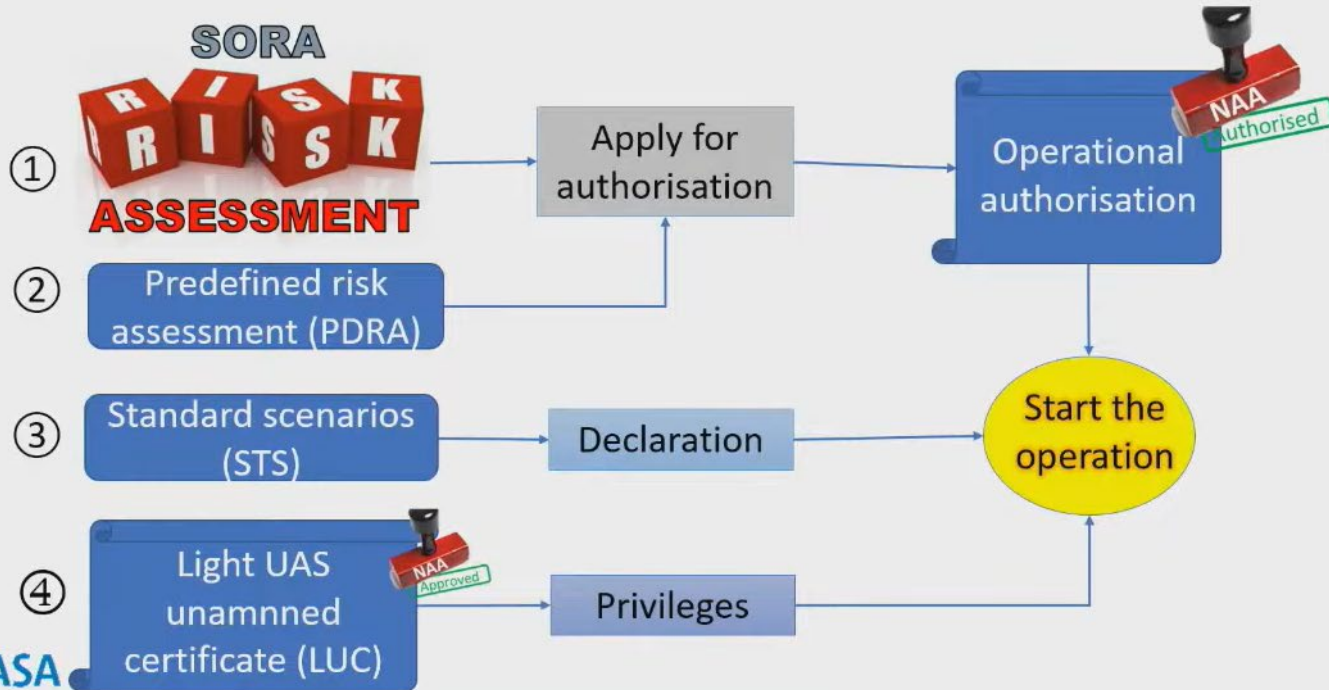 SORA
R I S K
R R I S S K
ASSESSMENT
①
Apply for
authorisation
Operational
authorisation
NAA
Authorised
②
Predefined risk
assessment (PDRA)
③
Standard scenarios
(STS)
Declaration
Start the
operation
④
Light UAS
unamnned
certificate (LUC)
NAA
Approved
Privileges
ASA